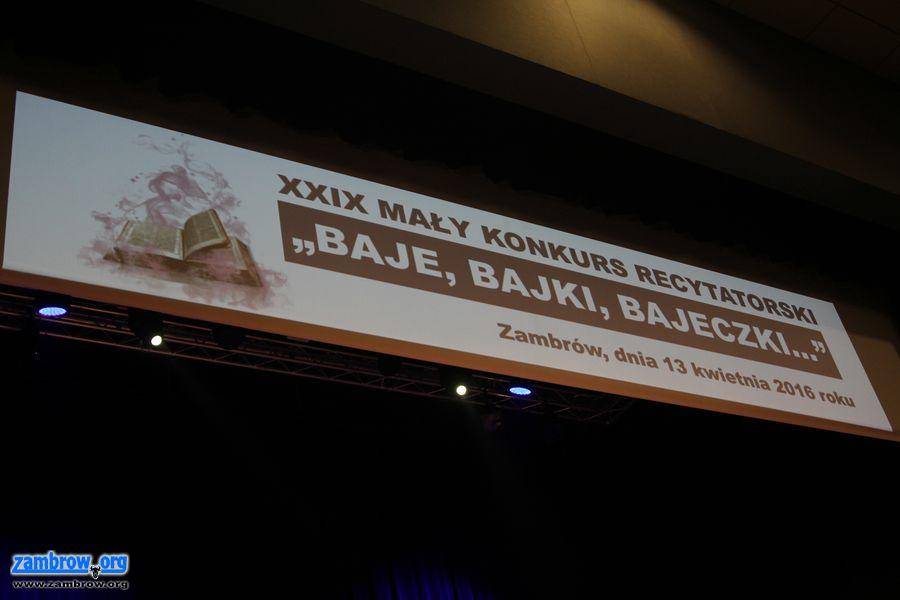 XXIX MAŁY KONKURS RECYTATORSKI
„BAJE, BAJKI, BAJECZKI...”
Zambrów, dnia 13 kwietnia 2016 roku
zambrow.org
www.zambrow.org